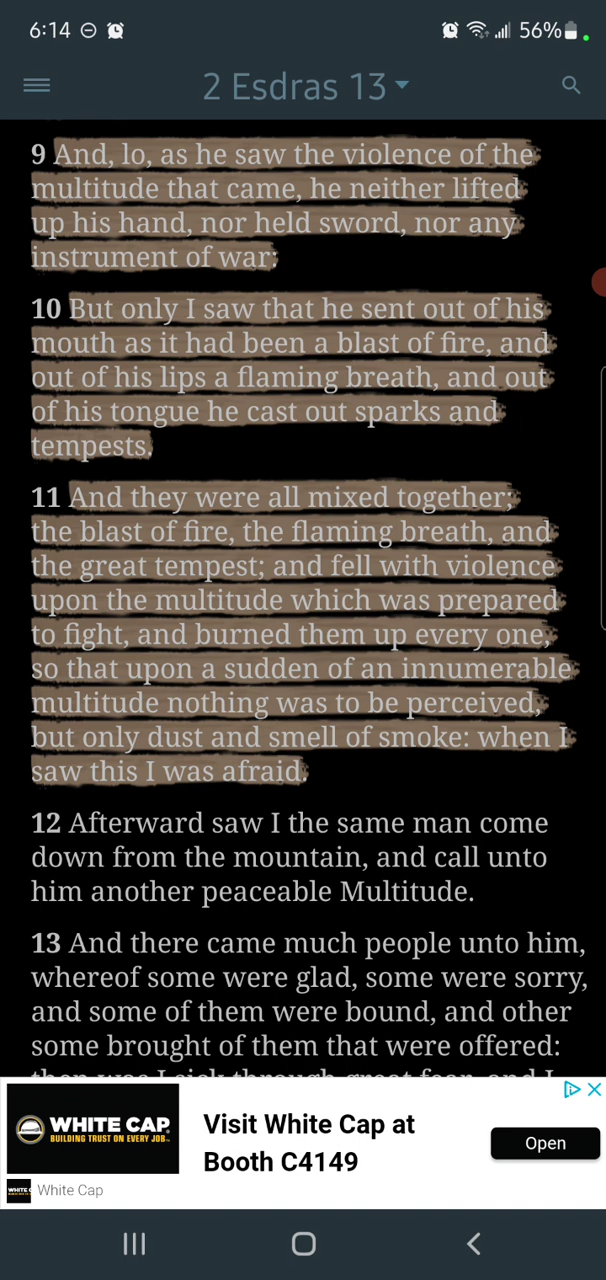 6:14 56%
2 Esdras 13
9 And, lo, as he saw the violence of the
multitude that came, he neither lifted
up his hand, nor held sword, nor any
instrument of war:
10 But only I saw that he sent out of his
mouth as it had been a blast of fire, and
out of his lips a flaming breath, and out
of his tongue he cast out sparks and
tempests.
11 And they were all mixed together;
the blast of fire, the flaming breath, and
the great tempest; and fell with violence
upon the multitude which was prepared
to fight, and burned them up every one,
so that upon a sudden of an innumerable
multitude nothing was to be perceived,
but only dust and smell of smoke: when I
saw this I was afraid.
12 Afterward saw I the same man come
down from the mountain, and call unto
him another peaceable Multitude.
13 And there came much people unto him,
whereof some were glad, some were sorry,
and some of them were bound, and other
some brought of them that were offered:
then was I sick through great fear, and I
WHITE CAP
BUILDING TRUST ON EVERY JOB
Visit White Cap at
Booth C4149
Open
White Cap